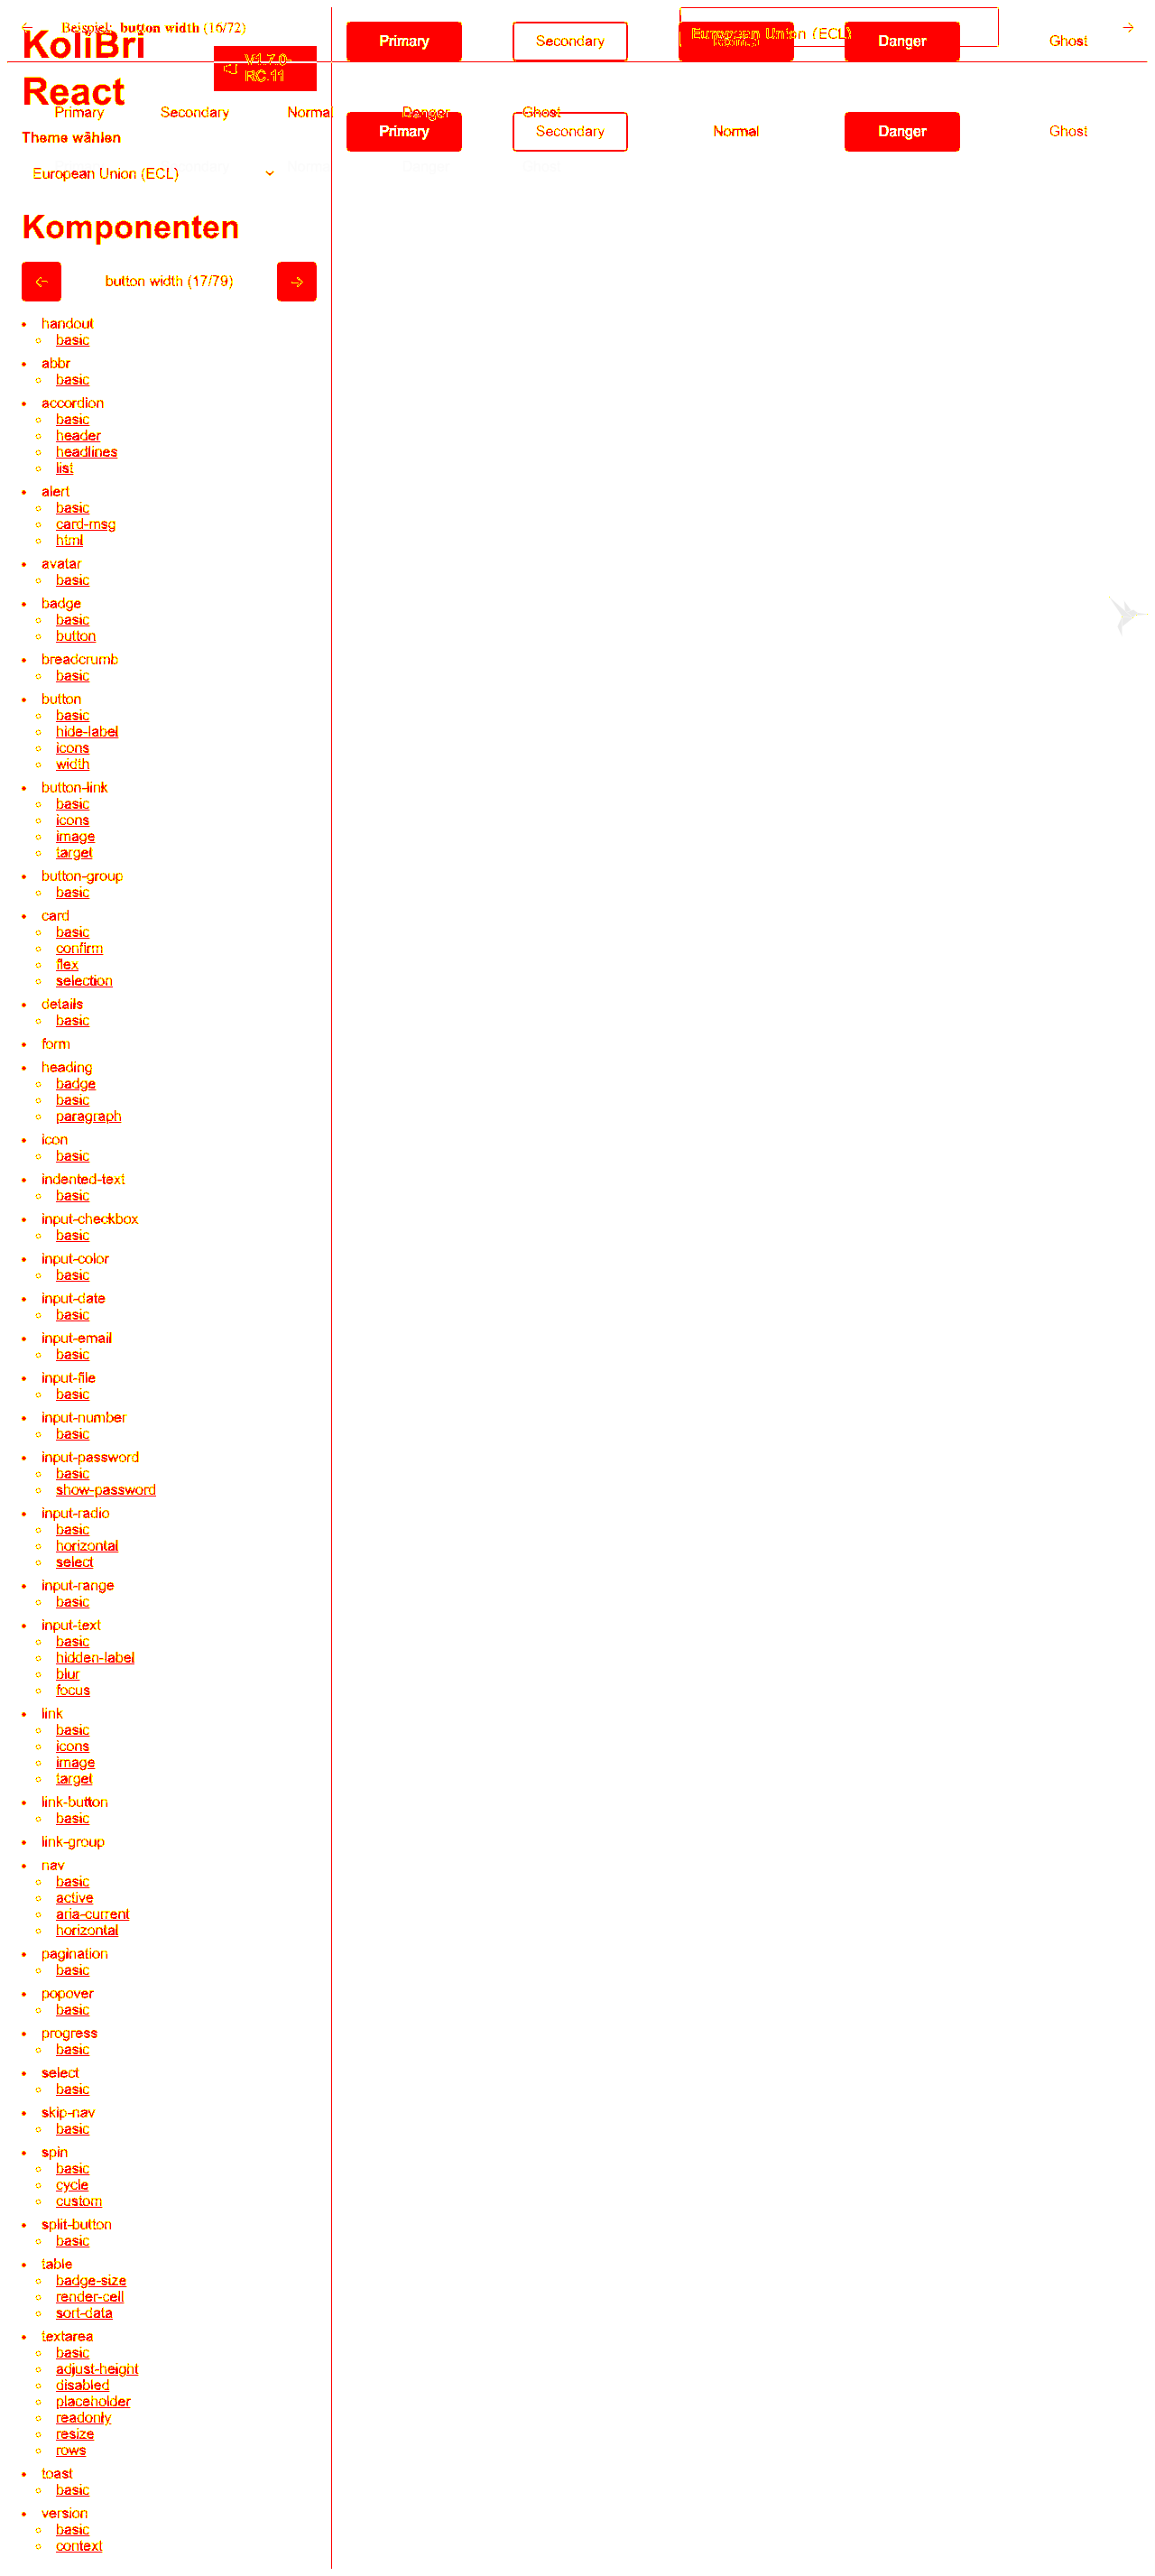 Beispiel: button width (16/72)
KoliBri
React
V1.7.0-
RC.11
Primary Secondary European Union (ECL) Danger Ghost
Primary Secondary Normal Danger Ghost
Primary Secondary Normal Danger Ghost
Theme wählen
European Union (ECL)
Komponenten
button width (17/79)
handout
basic
abbr
basic
accordion
basic
header
headlines
list
alert
basic
card-msg
html
avatar
basic
badge
basic
button
breadcrumb
basic
button
basic
hide-label
icons
width
button-link
basic
icons
image
target
button-group
basic
card
basic
confirm
flex
selection
details
basic
form
heading
badge
basic
paragraph
icon
basic
indented-text
basic
input-checkbox
basic
input-color
basic
input-date
basic
input-email
basic
input-file
basic
input-number
basic
input-password
basic
show-password
input-radio
basic
horizontal
select
input-range
basic
input-text
basic
hidden-label
blur
focus
link
basic
icons
image
target
link-button
basic
link-group
nav
basic
active
aria-current
horizontal
pagination
basic
popover
basic
progress
basic
select
basic
skip-nav
basic
spin
basic
cycle
custom
split-button
basic
table
badge-size
render-cell
sort-data
textarea
basic
adjust-height
disabled
placeholder
readonly
resize
rows
toast
basic
version
basic
context